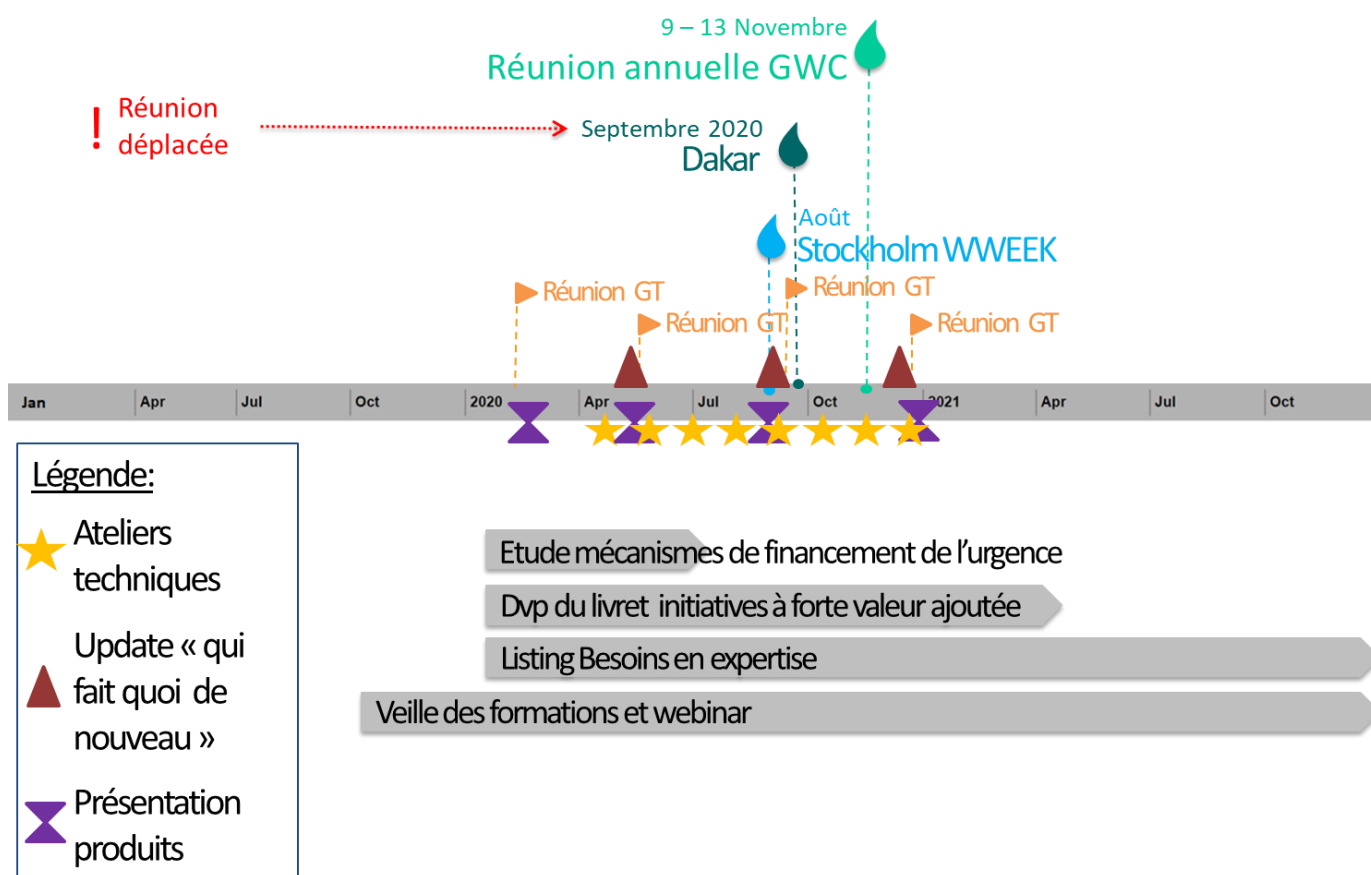 9 – 13 Novembre
Réunion annuelle GWC
! Réunion
déplacée
Septembre 2020
Dakar
Août
Stockholm WWEEK
Réunion GT
Réunion GT
Réunion GT
Réunion GT
Jan Apr Jul Oct 2020 Apr Jul Oct 2021 Apr Jul Oct
Légende:
Ateliers
techniques
Update « qui
fait quoi de
nouveau »
Présentation
produits
Etude mécanismes de financement de l'urgence
Dvp du livret initiatives à forte valeur ajoutée
Listing Besoins en expertise
Veille des formations et webinar